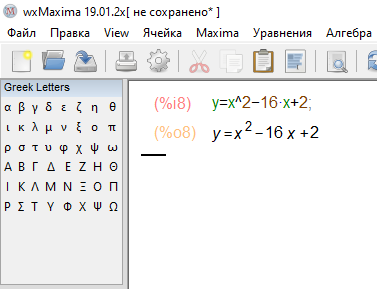 wxMaxima 19.01.2x[ не сохранено* ]
Файл Правка View Ячейка Maxima Уравнения Алгебра
Greek Letters
α β γ δ ε ζ η θ
ι κ λ μ ν ξ ο π
ρ σ τ υ φ χ ψ ω
Α Β Γ Δ Ε Ζ Η Θ
Ι Κ Λ Μ Ν Ξ Ο Π
Ρ Σ Τ Υ Φ Χ Ψ Ω
(%i8) y=x^2−16·x+2;
(%o8) y=x²−16 x+2